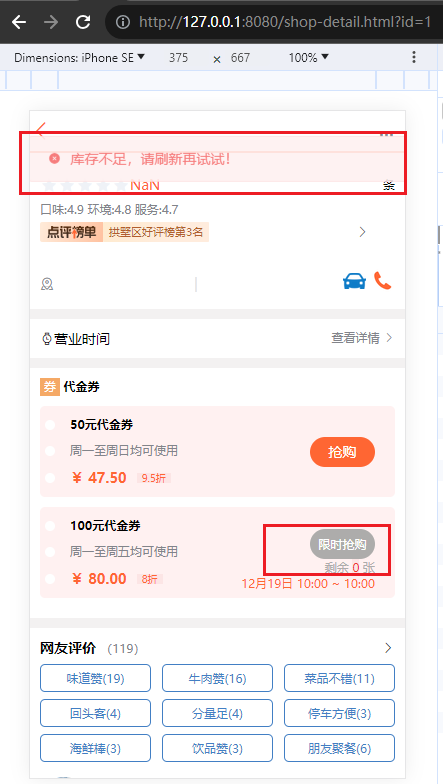 http://127.0.0.1:8080/shop-detail.html?id=1
Dimensions: iPhone SE 375 × 667 100%
库存不足，请刷新再试试!
NaN
条
口味:4.9 环境:4.8 服务:4.7
点评榜单 拱墅区好评榜第3名
营业时间 查看详情
券 代金券
50元代金券
周一至周日均可使用
抢购
￥ 47.50 9.5折
100元代金券
限时抢购
周一至周五均可使用
剩余 0 张
￥ 80.00 8折
12月19日 10:00 ~ 10:00
网友评价 （119）
味道赞(19) 牛肉赞(16) 菜品不错(11)
回头客(4) 分量足(4) 停车方便(3)
海鲜棒(3) 饮品赞(3) 朋友聚餐(6)